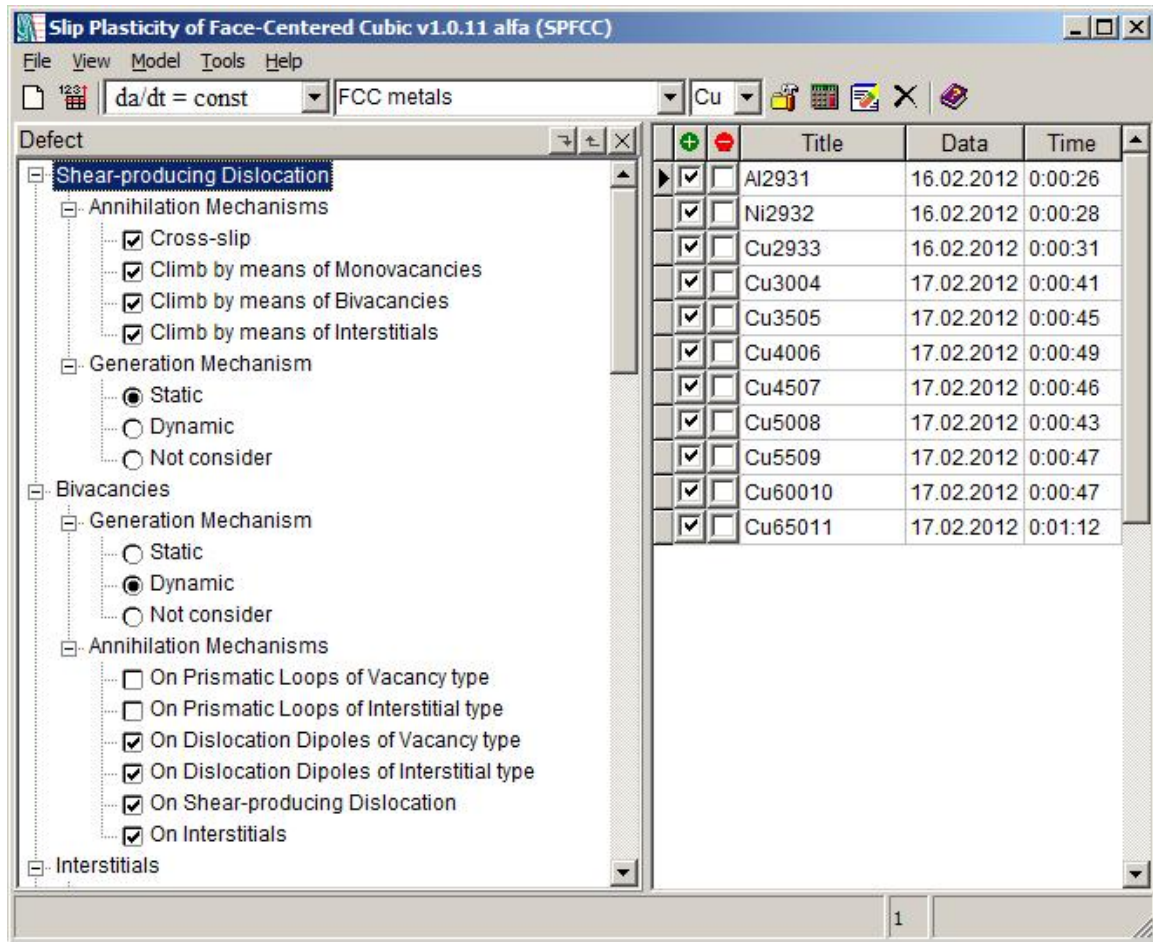 Slip Plasticity of Face-Centered Cubic v1.0.11 alfa (SPFCC)
File View Model Tools Help
da/dt = const FCC metals Cu
Defect
Title Data Time
Shear-producing Dislocation
Annihilation Mechanisms
Cross-slip
Climb by means of Monovacancies
Climb by means of Bivacancies
Climb by means of Interstitials
Generation Mechanism
Static
Dynamic
Not consider
Bivacancies
Generation Mechanism
Static
Dynamic
Not consider
Annihilation Mechanisms
On Prismatic Loops of Vacancy type
On Prismatic Loops of Interstitial type
On Dislocation Dipoles of Vacancy type
On Dislocation Dipoles of Interstitial type
On Shear-producing Dislocation
On Interstitials
Interstitials
Al2931 16.02.2012 0:00:26
Ni2932 16.02.2012 0:00:28
Cu2933 16.02.2012 0:00:31
Cu3004 17.02.2012 0:00:41
Cu3505 17.02.2012 0:00:45
Cu4006 17.02.2012 0:00:49
Cu4507 17.02.2012 0:00:46
Cu5008 17.02.2012 0:00:43
Cu5509 17.02.2012 0:00:47
Cu60010 17.02.2012 0:00:47
Cu65011 17.02.2012 0:01:12
1